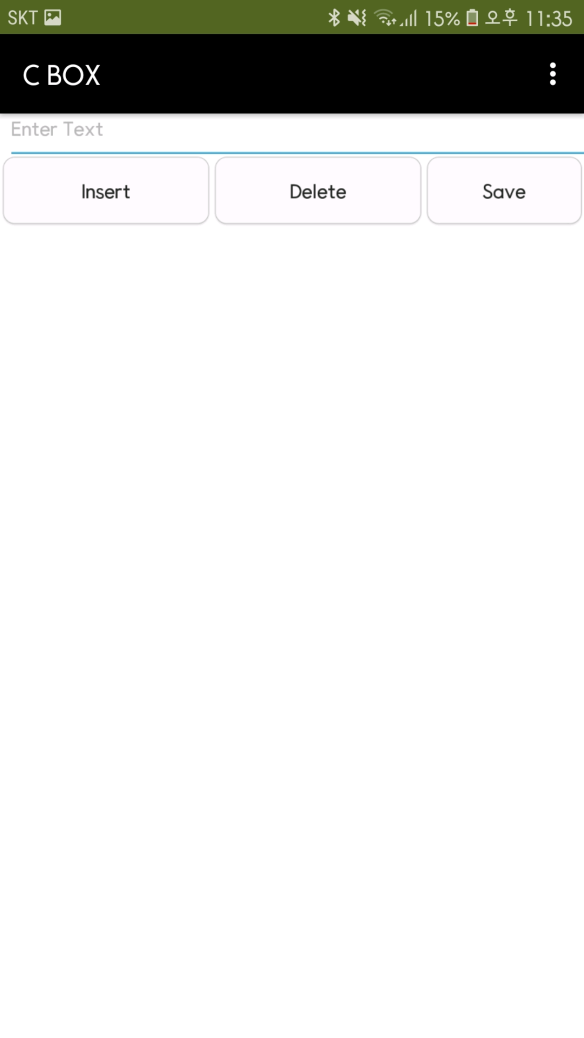 SKT 15% 오후 11:35
C BOX
Enter Text
Insert Delete Save